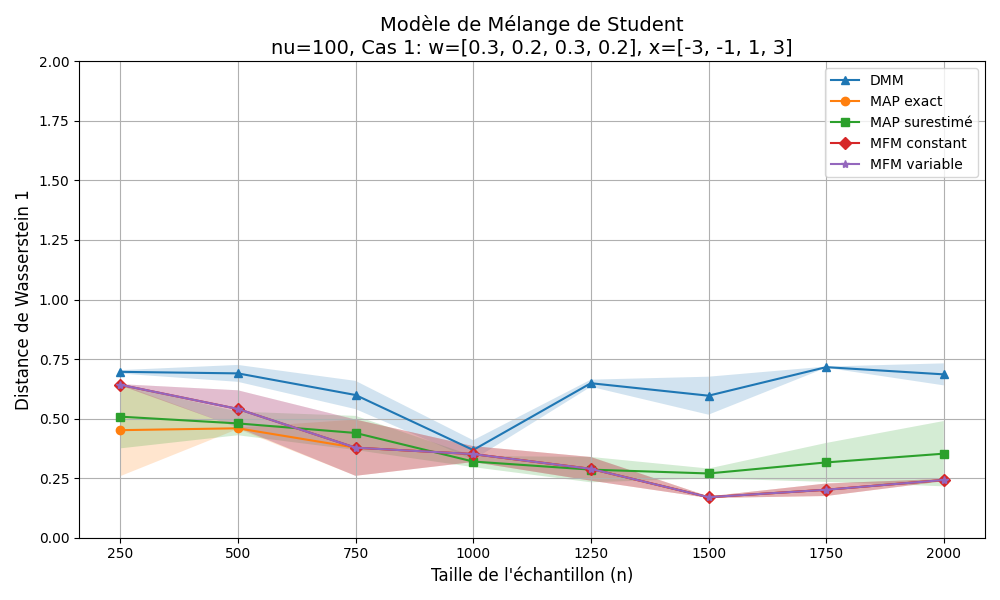 Modèle de Mélange de Student
nu=100, Cas 1: w=[0.3, 0.2, 0.3, 0.2], x=[-3, -1, 1, 3]
Distance de Wasserstein 1
2.00
1.75
1.50
1.25
1.00
0.75
0.50
0.25
0.00
DMM
MAP exact
MAP surestimé
MFM constant
MFM variable
250
500
750
1000
1250
1500
1750
2000
Taille de l'échantillon (n)